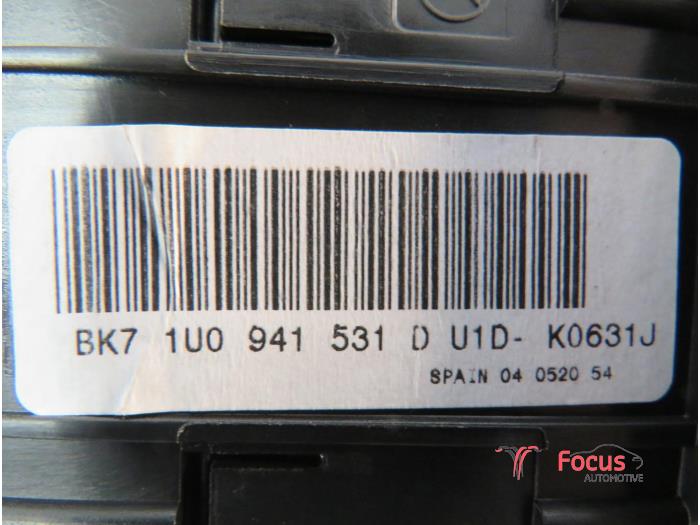 BK7 1U0 941 531 D U1D- K0631J
SPAIN 04 0520 54
Focus
AUTOMOTIVE